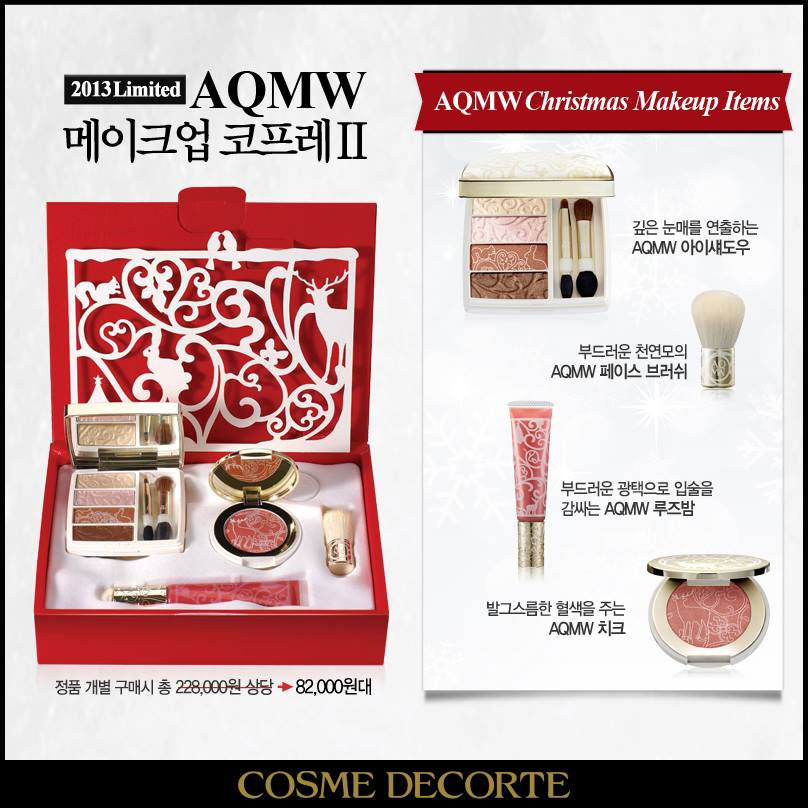 2013Limited AQMW
메이크업 코프레 II
AQMW Christmas Makeup Items
깊은 눈매를 연출하는
AQMW 아이섀도우
부드러운 천연모의
AQMW 페이스 브러쉬
부드러운 광택으로 입술을
감싸는 AQMW 루즈밤
발그스름한 혈색을 주는
AQMW 치크
정품 개별 구매시 총 228,000원 상당 → 82,000원대
COSME DECORTE